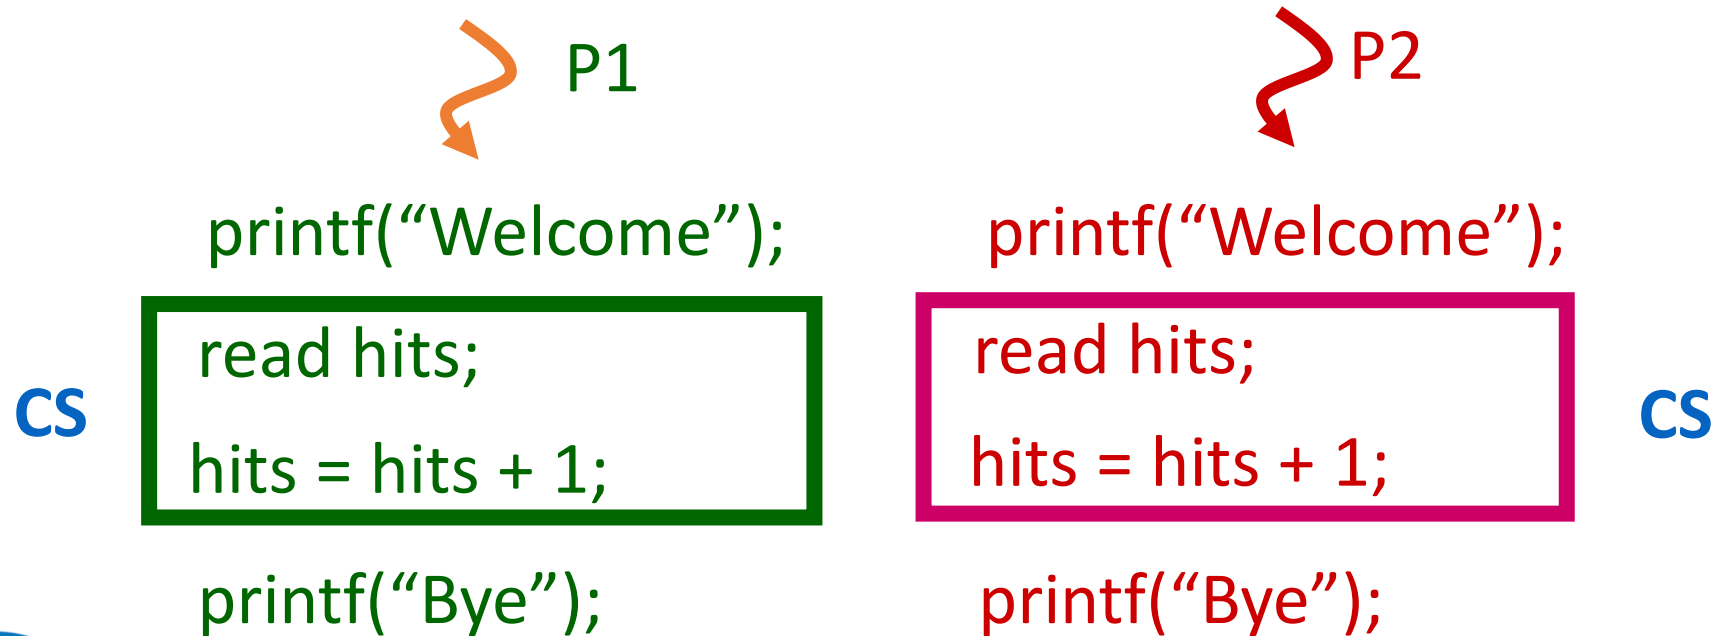 P1
printf(“Welcome”);
CS
read hits;
hits = hits + 1;
printf(“Bye”);
P2
printf(“Welcome”);
read hits;
hits = hits + 1;
CS
printf(“Bye”);